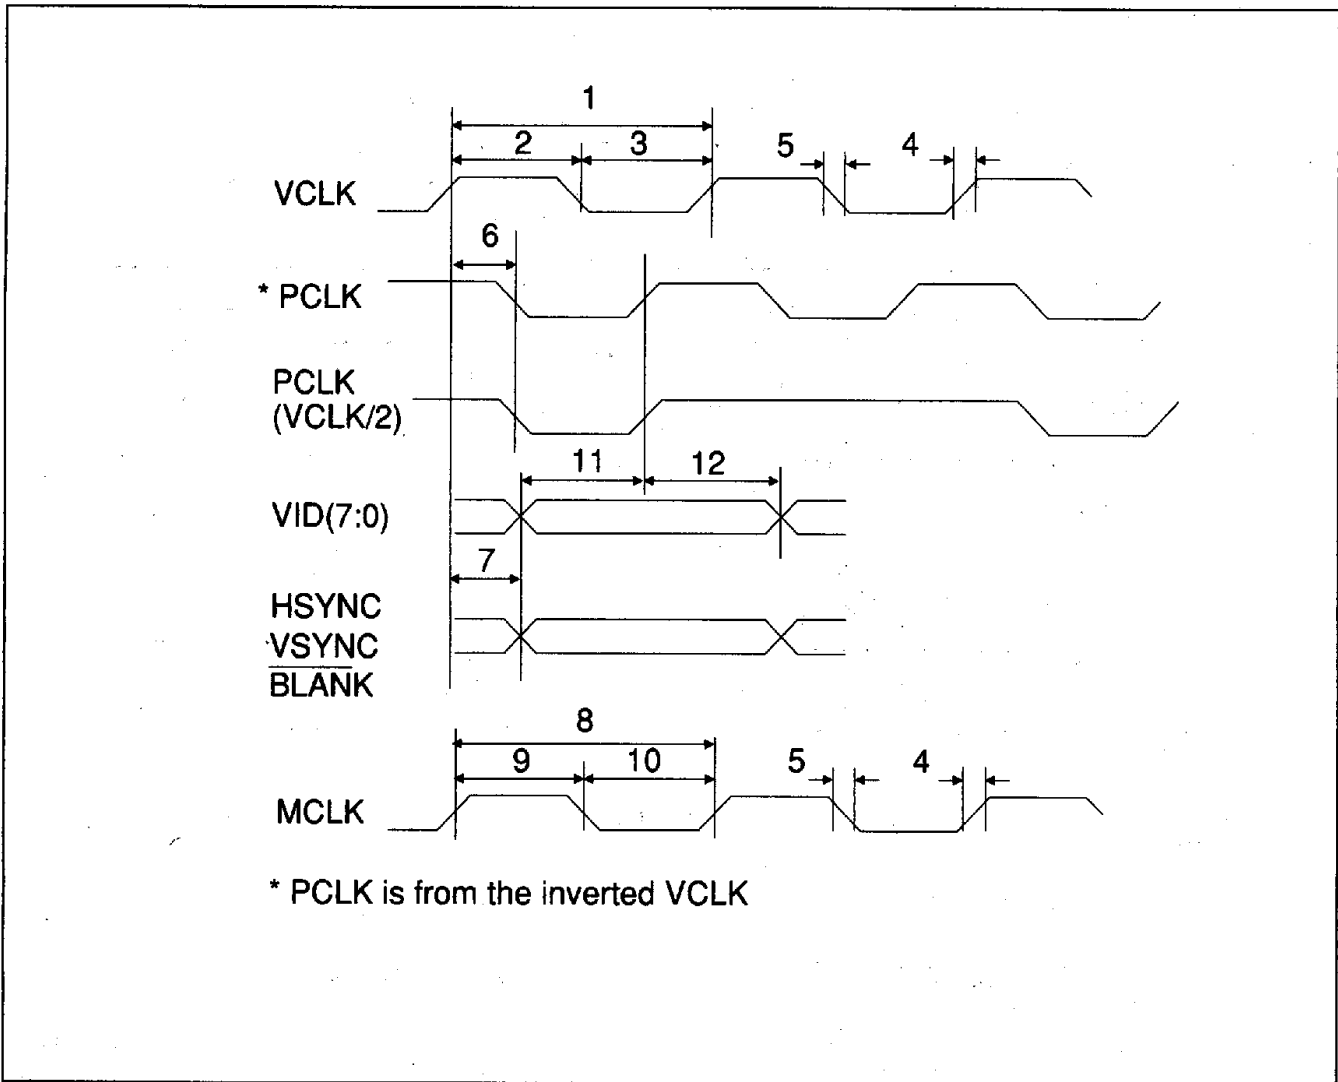 1
2 3 5 4
VCLK
6
* PCLK
PCLK
(VCLK/2)
11 12
VID(7:0)
7
HSYNC
VSYNC
BLANK
8
9 10 5 4
MCLK
* PCLK is from the inverted VCLK